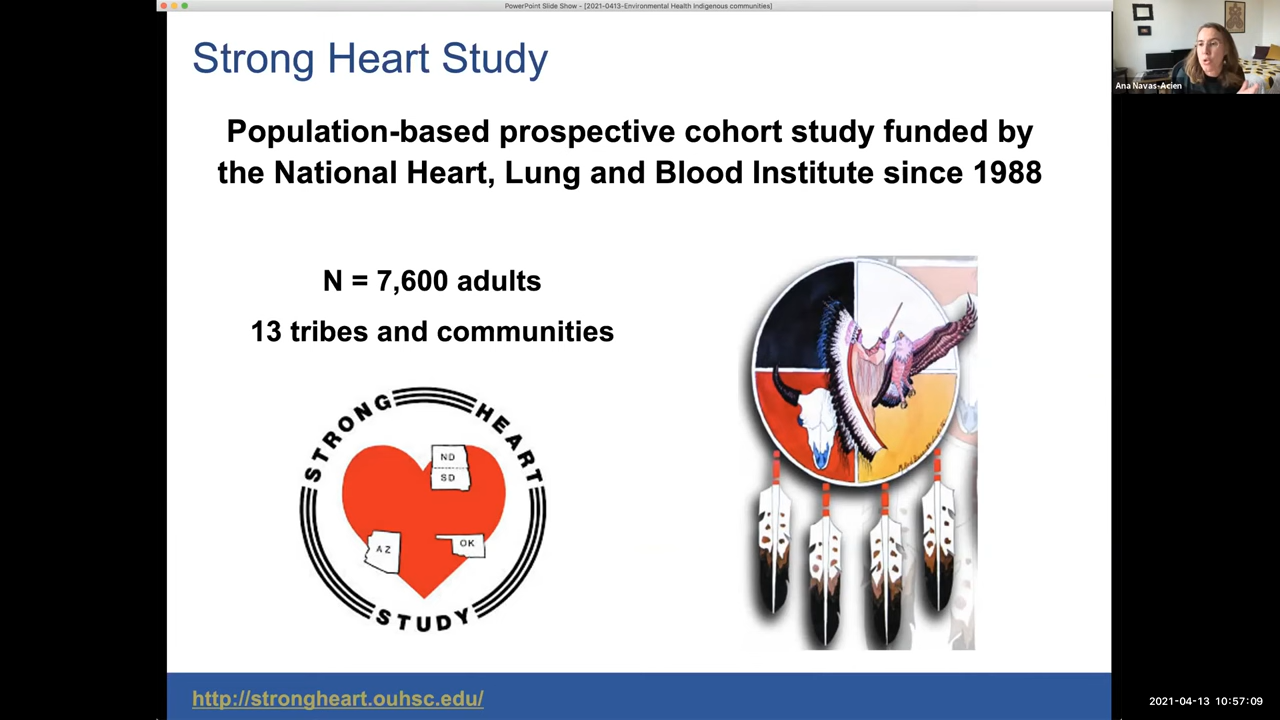 PowerPoint Slide Show - [2021-0413-Environmental Health Indigenous communities]
Strong Heart Study
Population-based prospective cohort study funded by
the National Heart, Lung and Blood Institute since 1988
N = 7,600 adults
13 tribes and communities
STRONG HEART
ND
SD
AZ
OK
STUDY
http://strongheart.ouhsc.edu/
Ana Navas-Acien
2021-04-13 10:57:09